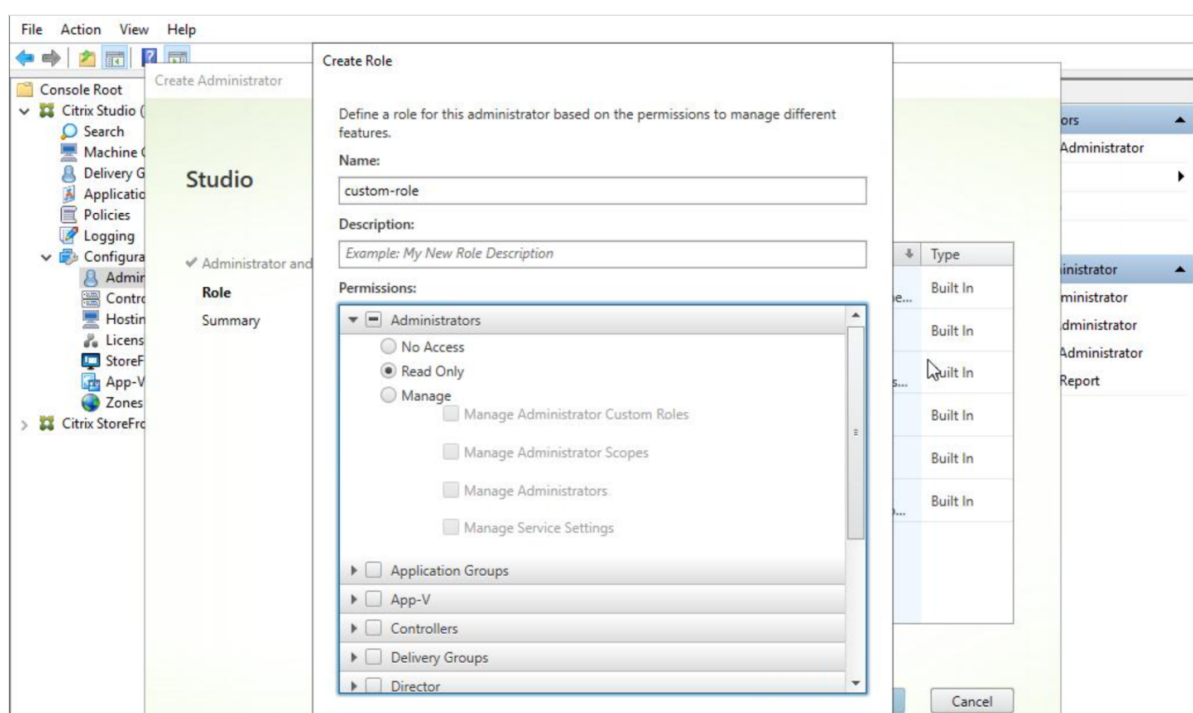 File Action View Help
Create Role
Create Administrator
Console Root
Citrix Studio (
Search
Machine
Delivery G
Applicatio
Policies
Logging
Configura
Admin
Contro
Hostin
Licens
StoreF
App-V
Zones
Citrix StoreFro
Studio
Administrator and
Role
Summary
Define a role for this administrator based on the permissions to manage different
features.
Name:
custom-role
Description:
Example: My New Role Description
Permissions:
Administrators
No Access
Read Only
Manage
Manage Administrator Custom Roles
Manage Administrator Scopes
Manage Administrators
Manage Service Settings
Application Groups
App-V
Controllers
Delivery Groups
Director
Type
e... Built In
Built In
s... Built In
Built In
Built In
Built In
Cancel
ors
Administrator
inistrator
ministrator
dministrator
Administrator
Report